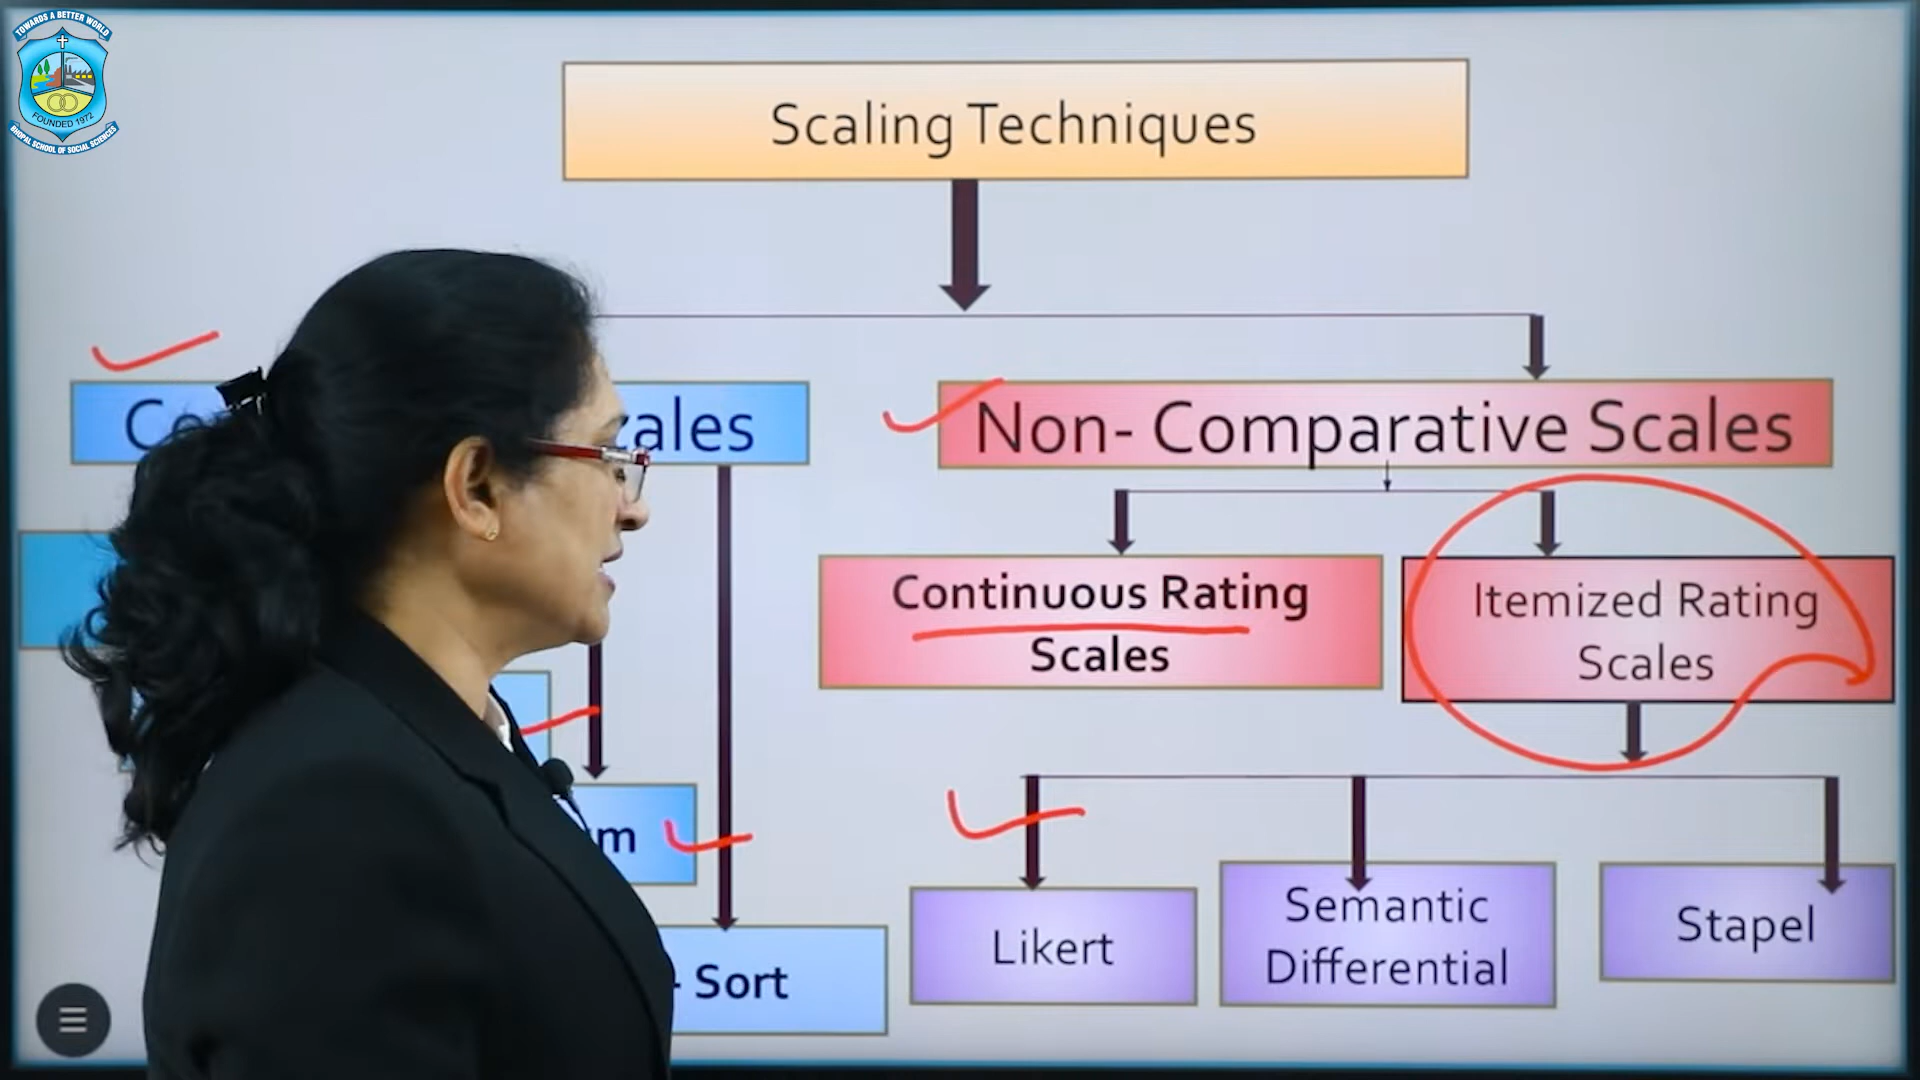 TOWARDS A BETTER WORLD
FOUNDED 1972
BHOPAL SCHOOL OF SOCIAL SCIENCES
Scaling Techniques
Non- Comparative Scales
Continuous Rating
Scales
Itemized Rating
Scales
Likert
Semantic
Differential
Stapel
- Sort